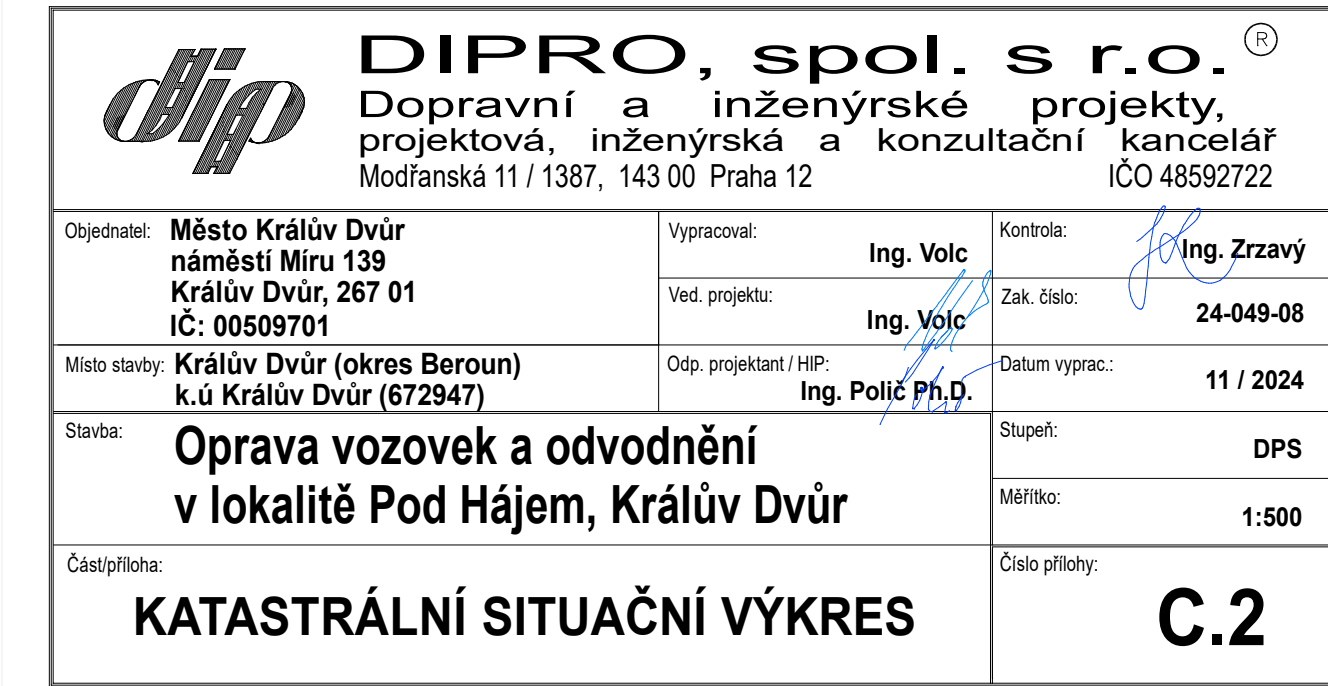 dip
DIPRO, spol. s r.o. ®
Dopravní a inženýrské projekty,
projektová, inženýrská a konzultační kancelář
Modřanská 11 / 1387, 143 00 Praha 12 IČO 48592722
Objednatel: Město Králův Dvůr
náměstí Míru 139
Králův Dvůr, 267 01
IČ: 00509701
Vypracoval:
Ing. Volc
Kontrola:
Ing. Zrzavý
Ved. projektu:
Ing. Volc
Zak. číslo:
24-049-08
Místo stavby: Králův Dvůr (okres Beroun)
k.ú Králův Dvůr (672947)
Odp. projektant / HIP:
Ing. Polič Ph.D.
Datum vyprac.:
11 / 2024
Stavba: Oprava vozovek a odvodnění
v lokalitě Pod Hájem, Králův Dvůr
Stupeň:
DPS
Měřítko:
1:500
Část/příloha:
KATASTRÁLNÍ SITUAČNÍ VÝKRES
Číslo přílohy:
C.2